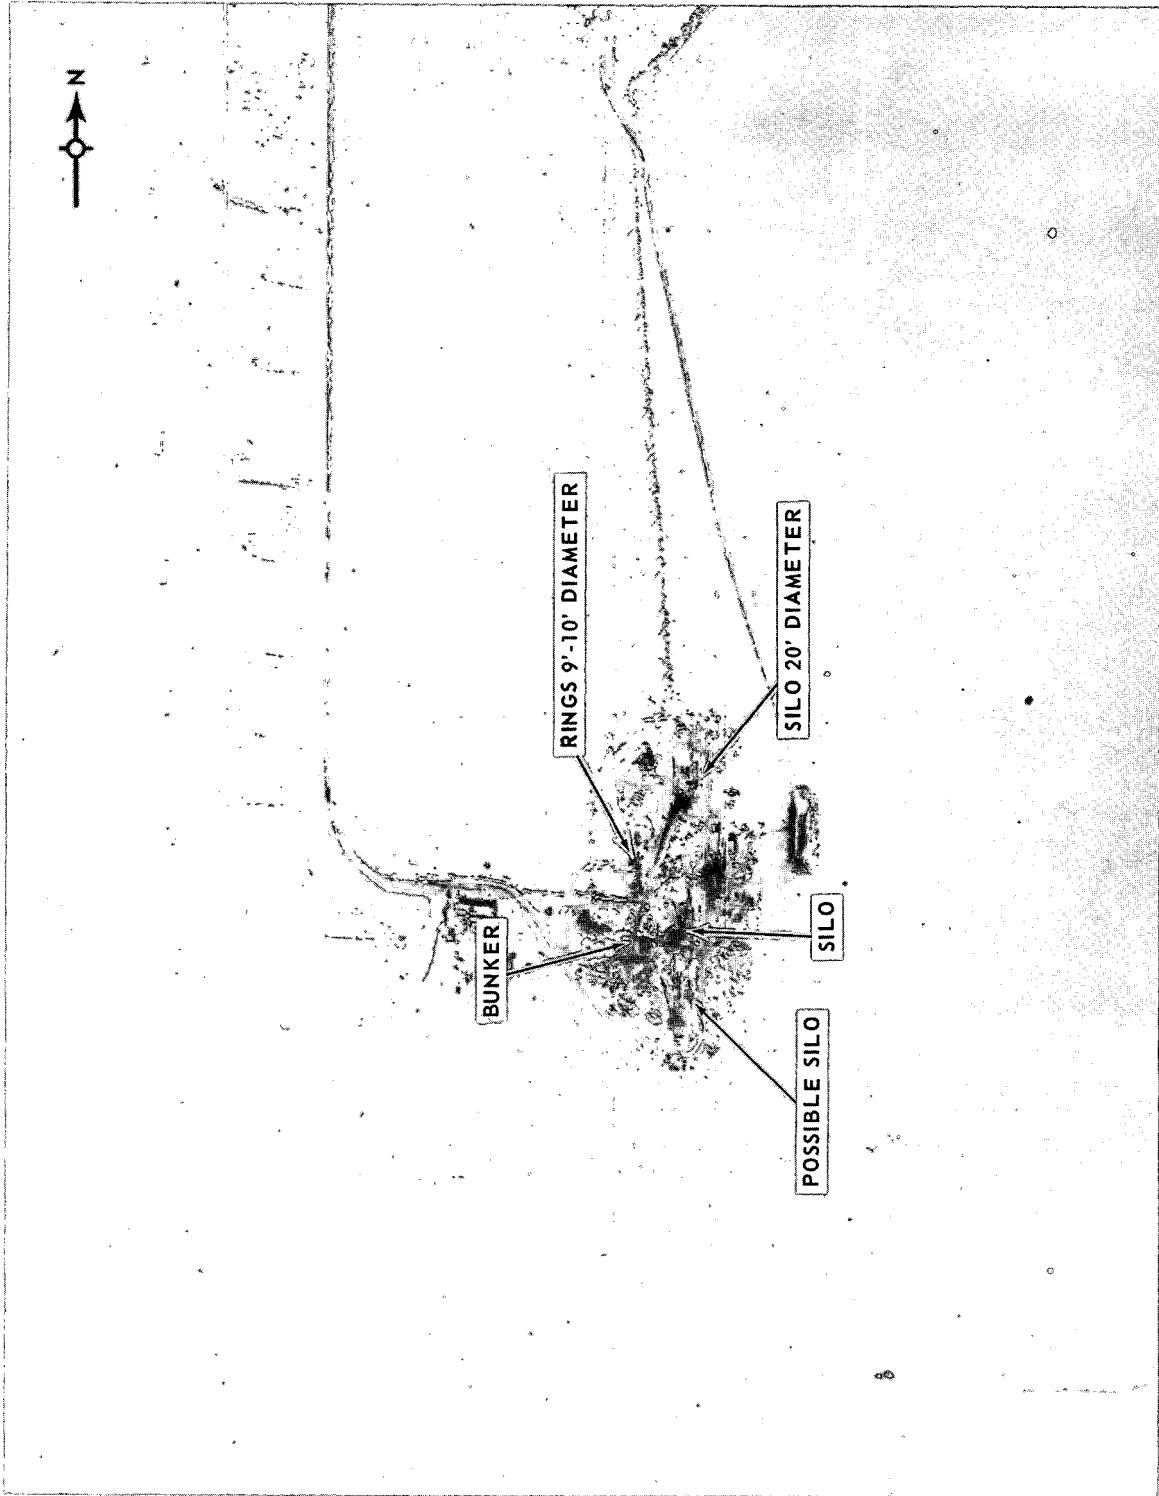 N
RINGS 9'-10' DIAMETER
SILO 20' DIAMETER
BUNKER
SILO
POSSIBLE SILO